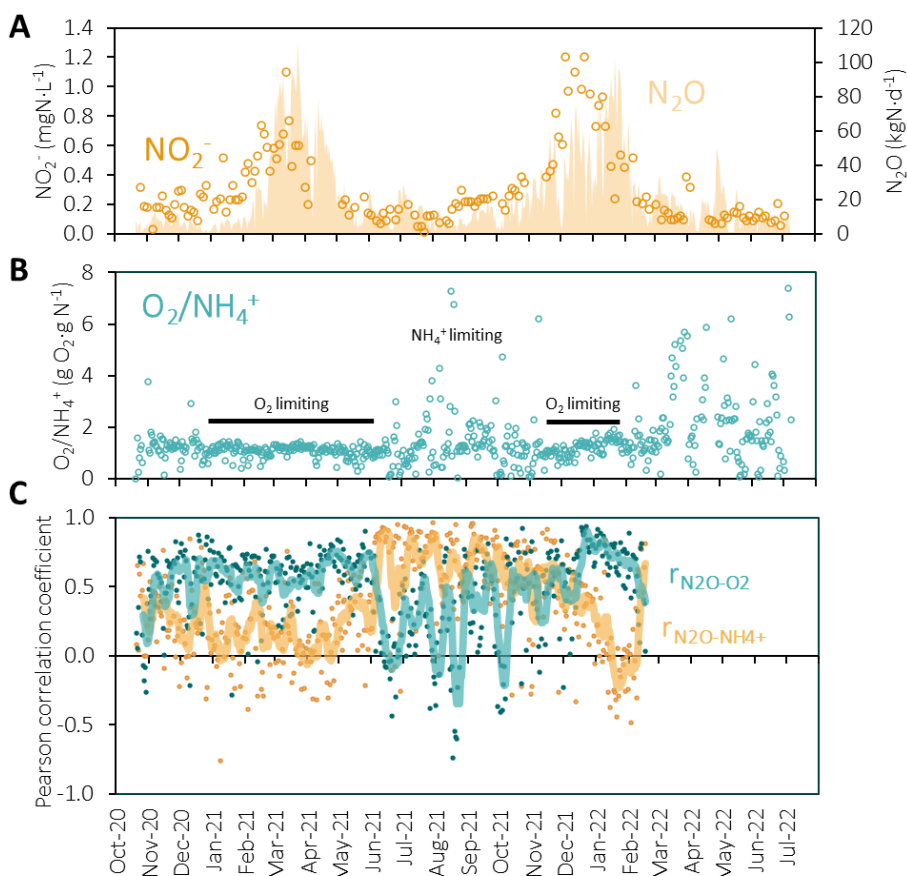 A
NO₂⁻ (mgN·L⁻¹)
1.4
1.2
1.0
0.8
0.6
0.4
0.2
0.0
NO₂⁻
N₂O
120
100
80
60
40
20
0
N₂O (kgN·d⁻¹)
B
O₂/NH₄⁺ (g O₂·g N⁻¹)
8
6
4
2
0
O₂/NH₄⁺
NH₄⁺ limiting
O₂ limiting
O₂ limiting
C
Pearson correlation coefficient
1.0
0.5
0.0
-0.5
-1.0
r_N2O-O2
r_N2O-NH4+
Oct-20
Nov-20
Dec-20
Jan-21
Feb-21
Mar-21
Apr-21
May-21
Jun-21
Jul-21
Aug-21
Sep-21
Oct-21
Nov-21
Dec-21
Jan-22
Feb-22
Mar-22
Apr-22
May-22
Jun-22
Jul-22